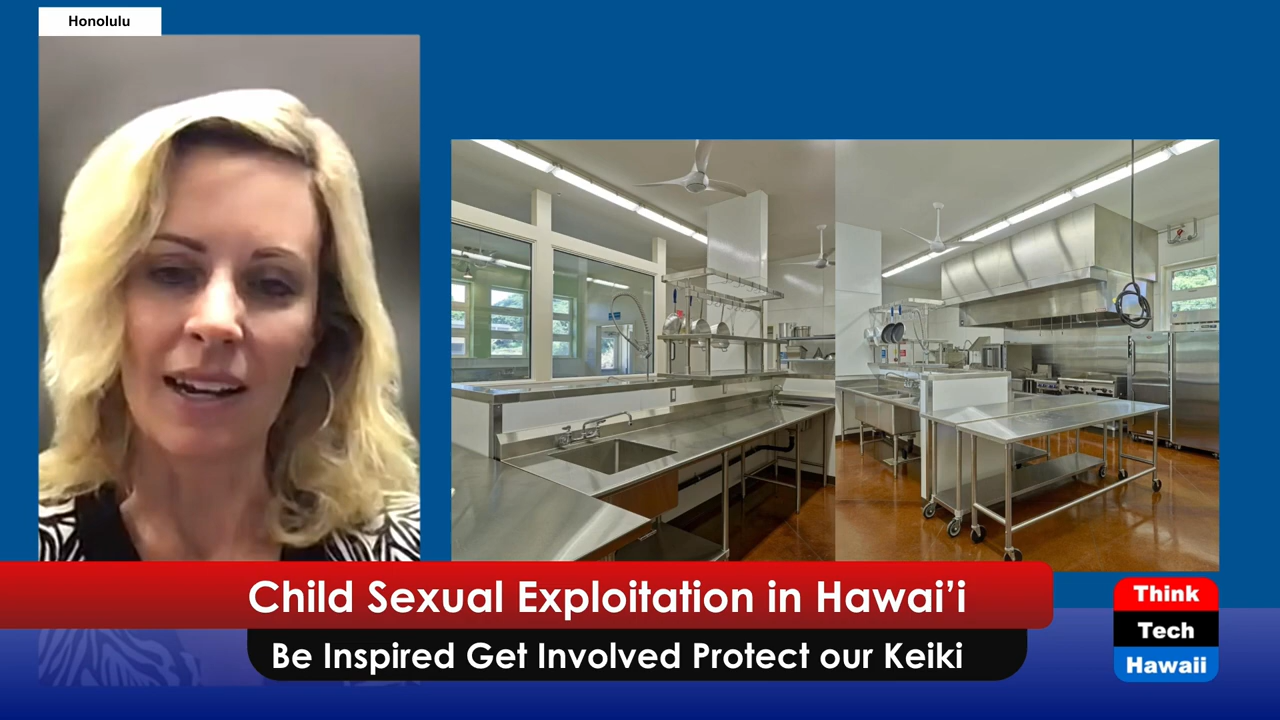 Honolulu
Child Sexual Exploitation in Hawai’i
Be Inspired Get Involved Protect our Keiki
Think
Tech
Hawaii